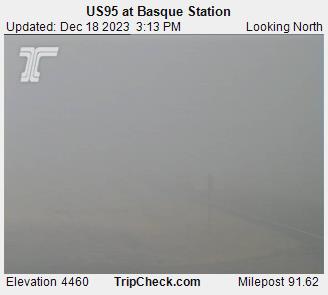 US95 at Basque Station
Updated: Dec 18 2023 3:13 PM Looking North
Elevation 4460 TripCheck.com Milepost 91.62